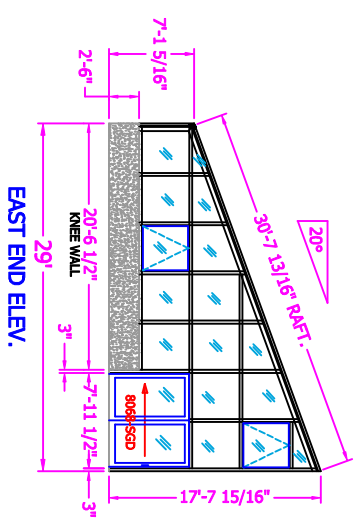 7'-1 5/16"
2'-6"
30'-7 13/16" RAFT.
20°
20'-6 1/2"
KNEE WALL
29'
3"
7'-11 1/2"
3"
8068-SGD
17'-7 15/16"
EAST END ELEV.